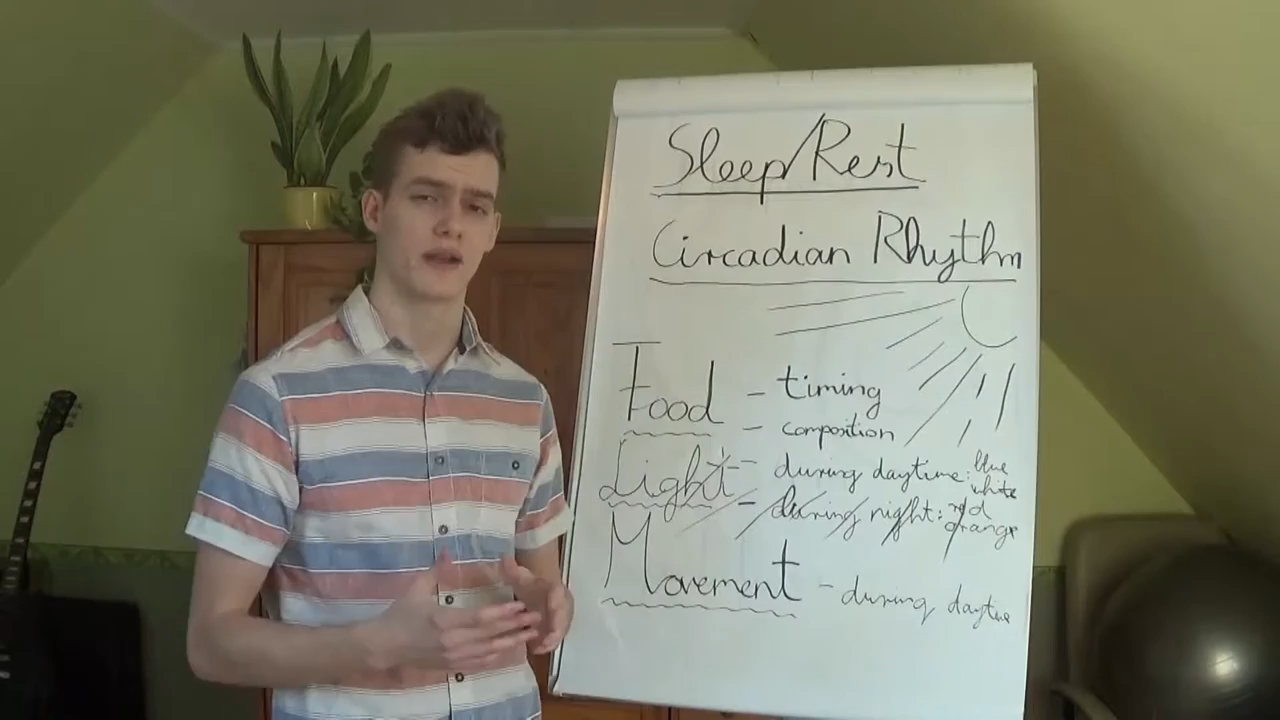 Sleep/Rest
Circadian Rhythm
Food - timing
- composition
Light - during daytime: blue
white
- during night: red
orange
Movement - during daytime